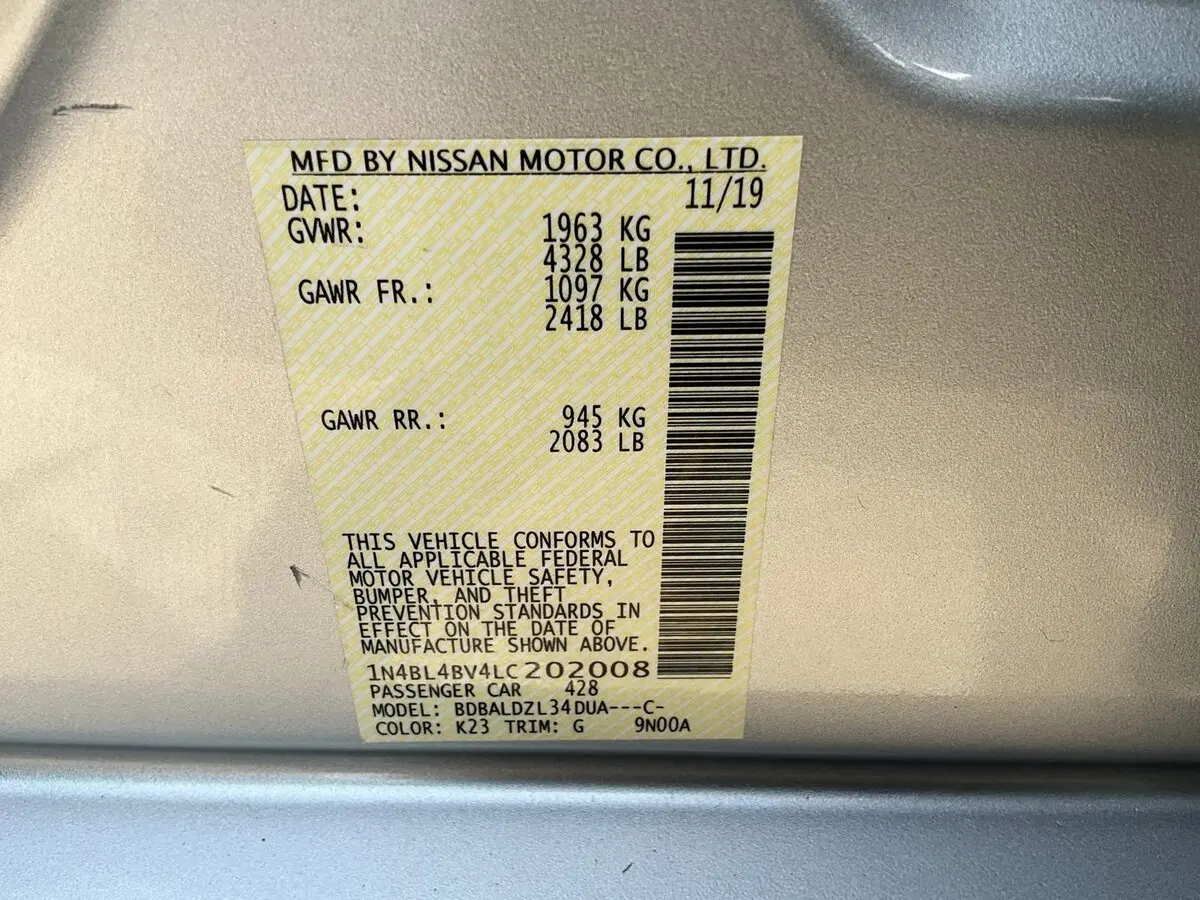 MFD BY NISSAN MOTOR CO., LTD.
DATE: 11/19
GVWR: 1963 KG
4328 LB
GAWR FR.: 1097 KG
2418 LB
GAWR RR.: 945 KG
2083 LB
THIS VEHICLE CONFORMS TO
ALL APPLICABLE FEDERAL
MOTOR VEHICLE SAFETY,
BUMPER, AND THEFT
PREVENTION STANDARDS IN
EFFECT ON THE DATE OF
MANUFACTURE SHOWN ABOVE.
1N4BL4BV4LC202008
PASSENGER CAR 428
MODEL: BDBALDZL34DUA---C-
COLOR: K23 TRIM: G 9N00A